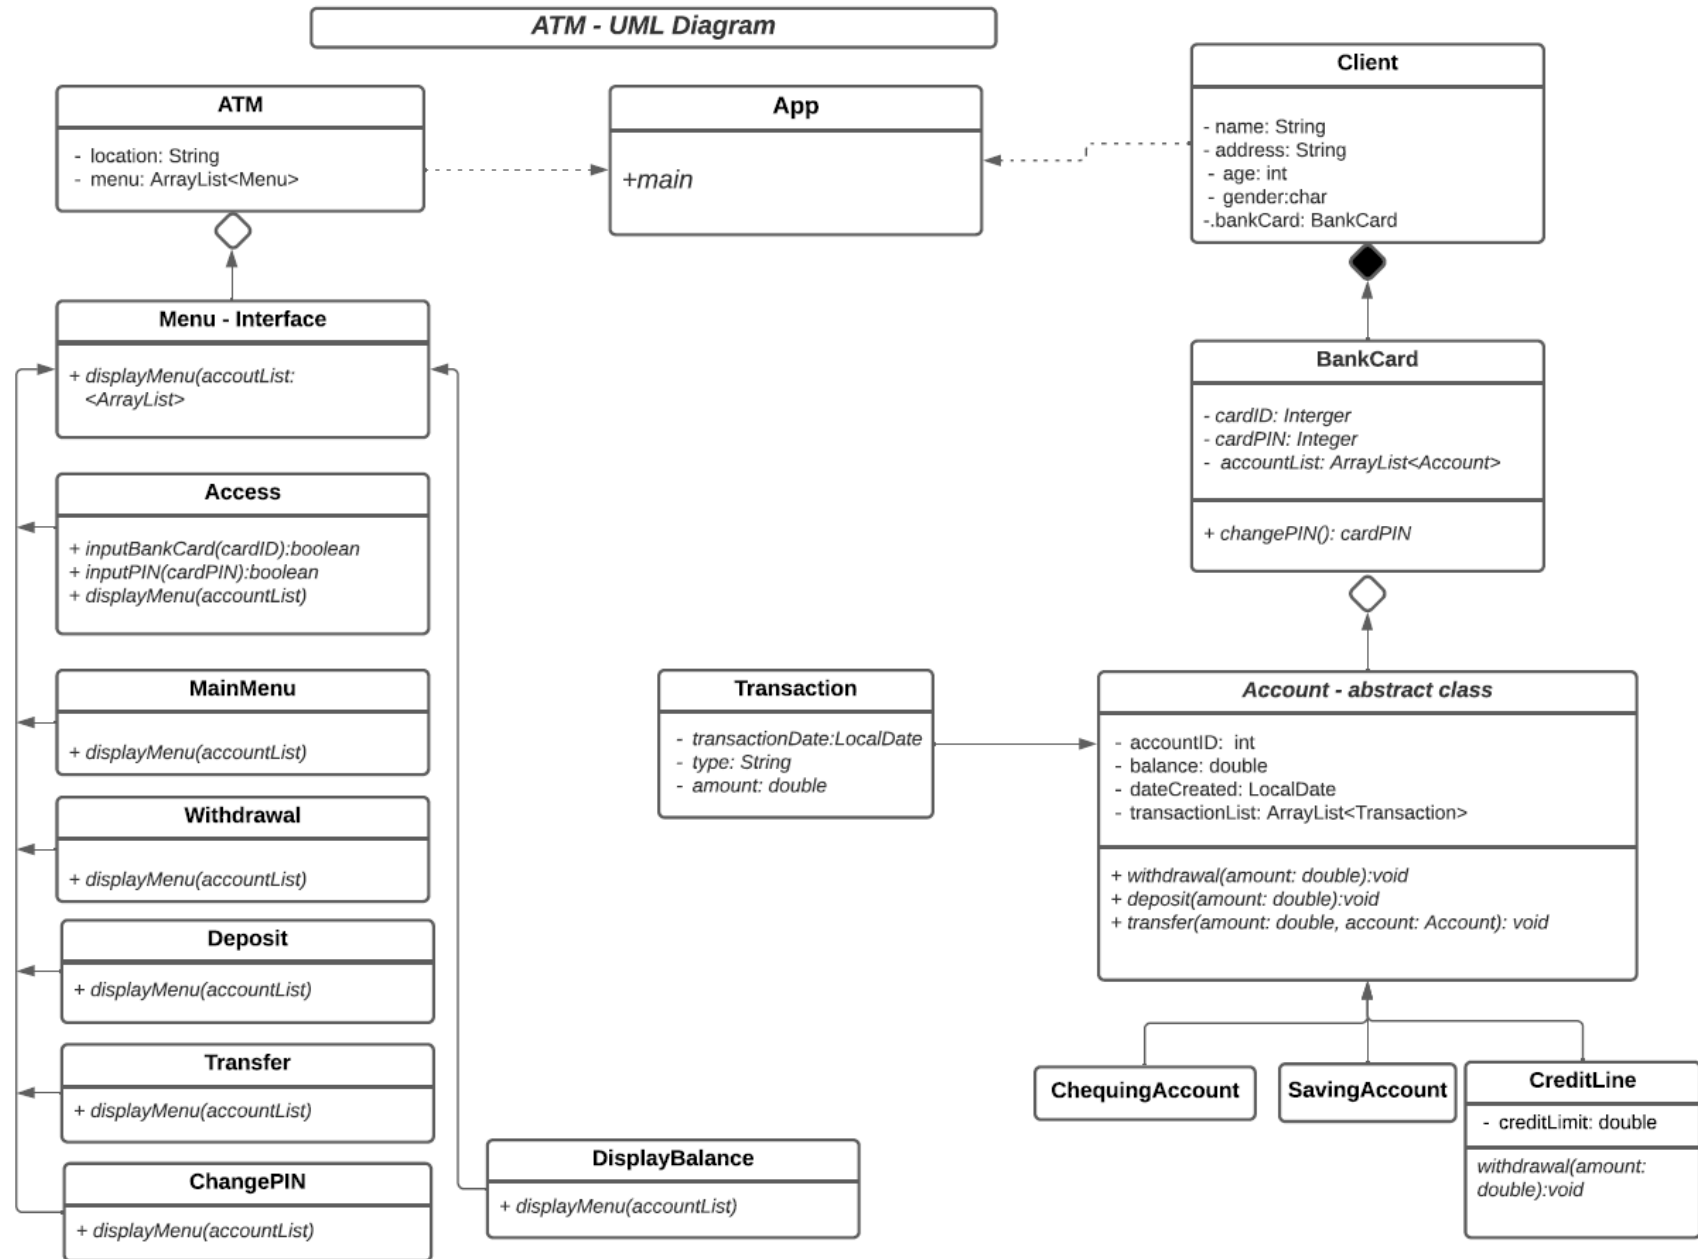 ATM - UML Diagram
ATM
- location: String
- menu: ArrayList<Menu>
App
+main
Client
- name: String
- address: String
- age: int
- gender:char
-.bankCard: BankCard
Menu - Interface
+ displayMenu(accoutList:
<ArrayList>
BankCard
- cardID: Interger
- cardPIN: Integer
- accountList: ArrayList<Account>
+ changePIN(): cardPIN
Access
+ inputBankCard(cardID):boolean
+ inputPIN(cardPIN):boolean
+ displayMenu(accountList)
MainMenu
+ displayMenu(accountList)
Withdrawal
+ displayMenu(accountList)
Deposit
+ displayMenu(accountList)
Transfer
+ displayMenu(accountList)
ChangePIN
+ displayMenu(accountList)
DisplayBalance
+ displayMenu(accountList)
Transaction
- transactionDate:LocalDate
- type: String
- amount: double
Account - abstract class
- accountID: int
- balance: double
- dateCreated: LocalDate
- transactionList: ArrayList<Transaction>
+ withdrawal(amount: double):void
+ deposit(amount: double):void
+ transfer(amount: double, account: Account): void
ChequingAccount
SavingAccount
CreditLine
- creditLimit: double
withdrawal(amount:
double):void